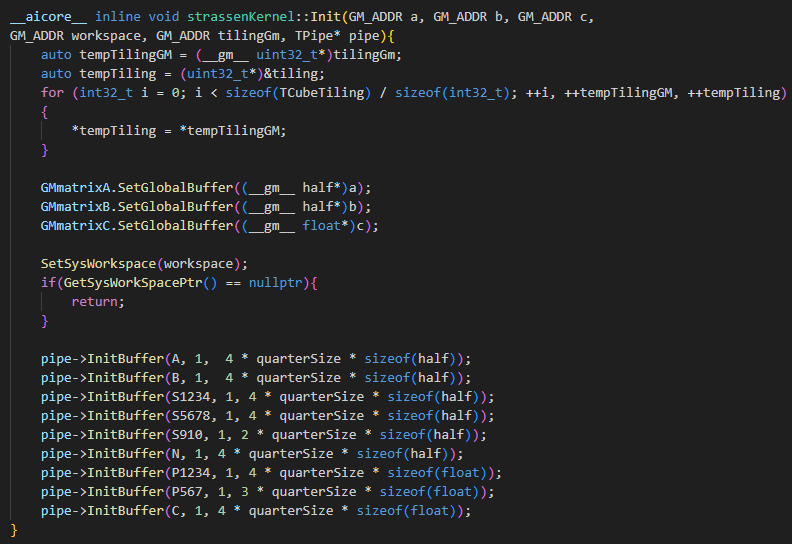 __aicore__ inline void strassenKernel::Init(GM_ADDR a, GM_ADDR b, GM_ADDR c,
GM_ADDR workspace, GM_ADDR tilingGm, TPipe* pipe){
    auto tempTilingGM = (__gm__ uint32_t*)tilingGm;
    auto tempTiling = (uint32_t*)&tiling;
    for (int32_t i = 0; i < sizeof(TCubeTiling) / sizeof(int32_t); ++i, ++tempTilingGM, ++tempTiling)
    {
        *tempTiling = *tempTilingGM;
    }

    GMmatrixA.SetGlobalBuffer((__gm__ half*)a);
    GMmatrixB.SetGlobalBuffer((__gm__ half*)b);
    GMmatrixC.SetGlobalBuffer((__gm__ float*)c);

    SetSysWorkspace(workspace);
    if(GetSysWorkSpacePtr() == nullptr){
        return;
    }

    pipe->InitBuffer(A, 1,  4 * quarterSize * sizeof(half));
    pipe->InitBuffer(B, 1,  4 * quarterSize * sizeof(half));
    pipe->InitBuffer(S1234, 1, 4 * quarterSize * sizeof(half));
    pipe->InitBuffer(S5678, 1, 4 * quarterSize * sizeof(half));
    pipe->InitBuffer(S910, 1, 2 * quarterSize * sizeof(half));
    pipe->InitBuffer(N, 1, 4 * quarterSize * sizeof(half));
    pipe->InitBuffer(P1234, 1, 4 * quarterSize * sizeof(float));
    pipe->InitBuffer(P567, 1, 3 * quarterSize * sizeof(float));
    pipe->InitBuffer(C, 1, 4 * quarterSize * sizeof(float));
}